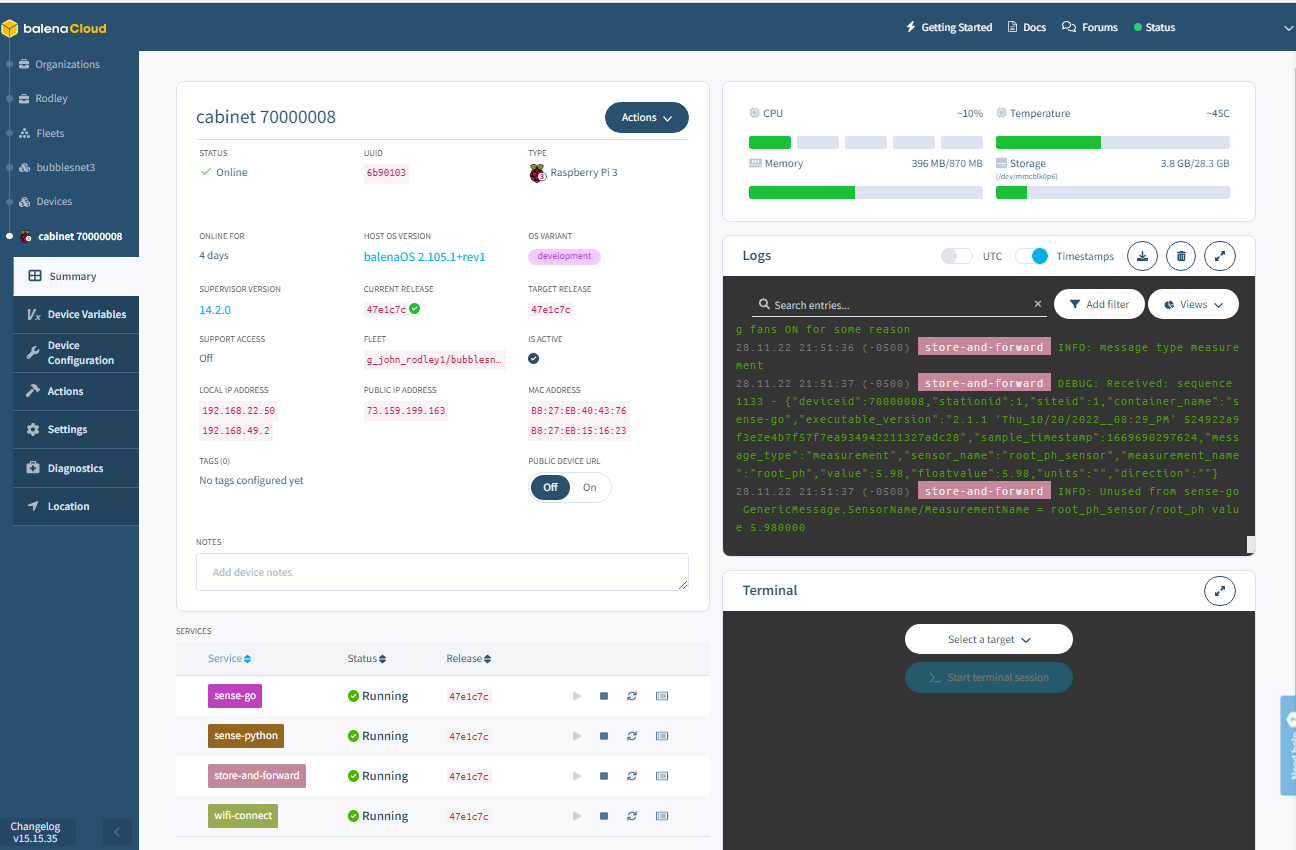 balenaCloud
Getting Started
Docs
Forums
Status
Organizations
Rodley
Fleets
bubblesnet3
Devices
cabinet 70000008
Summary
Device Variables
Device
Configuration
Actions
Settings
Diagnostics
Location
Changelog
v15.15.35
cabinet 70000008
Actions
STATUS
UUID
TYPE
Online
6b90103
Raspberry Pi 3
ONLINE FOR
HOST OS VERSION
OS VARIANT
4 days
balenaOS 2.105.1+rev1
development
SUPERVISOR VERSION
CURRENT RELEASE
TARGET RELEASE
14.2.0
47e1c7c
47e1c7c
SUPPORT ACCESS
FLEET
IS ACTIVE
Off
g_john_rodley1/bubblesn…
LOCAL IP ADDRESS
PUBLIC IP ADDRESS
MAC ADDRESS
192.168.22.50
73.159.199.163
B8:27:EB:40:43:76
192.168.49.2
B8:27:EB:15:16:23
TAGS (0)
PUBLIC DEVICE URL
No tags configured yet
Off
On
NOTES
Add device notes
SERVICES
Service
Status
Release
sense-go
Running
47e1c7c
sense-python
Running
47e1c7c
store-and-forward
Running
47e1c7c
wifi-connect
Running
47e1c7c
CPU
~10%
Temperature
~45C
Memory
396 MB/870 MB
Storage
3.8 GB/28.3 GB
(/dev/mmcblk0p6)
Logs
UTC
Timestamps
Search entries...
Add filter
Views
g fans ON for some reason
28.11.22 21:51:36 (-0500) store-and-forward INFO: message type measure
ment
28.11.22 21:51:37 (-0500) store-and-forward DEBUG: Received: sequence
1133 - {"deviceid":70000008,"stationid":1,"siteid":1,"container_name":"s
ense-go","executable_version":"2.1.1 'Thu_10/20/2022__08:29_PM' 524922a9
f3e2e4b7f57f7ea934942211327adc28","sample_timestamp":1669690297624,"mess
age_type":"measurement","sensor_name":"root_ph_sensor","measurement_name
":"root_ph","value":5.98,"floatvalue":5.98,"units":"","direction":""}
28.11.22 21:51:37 (-0500) store-and-forward INFO: Unused from sense-go
GenericMessage.SensorName/MeasurementName = root_ph_sensor/root_ph valu
e 5.980000
Terminal
Select a target
Start terminal session
Need help